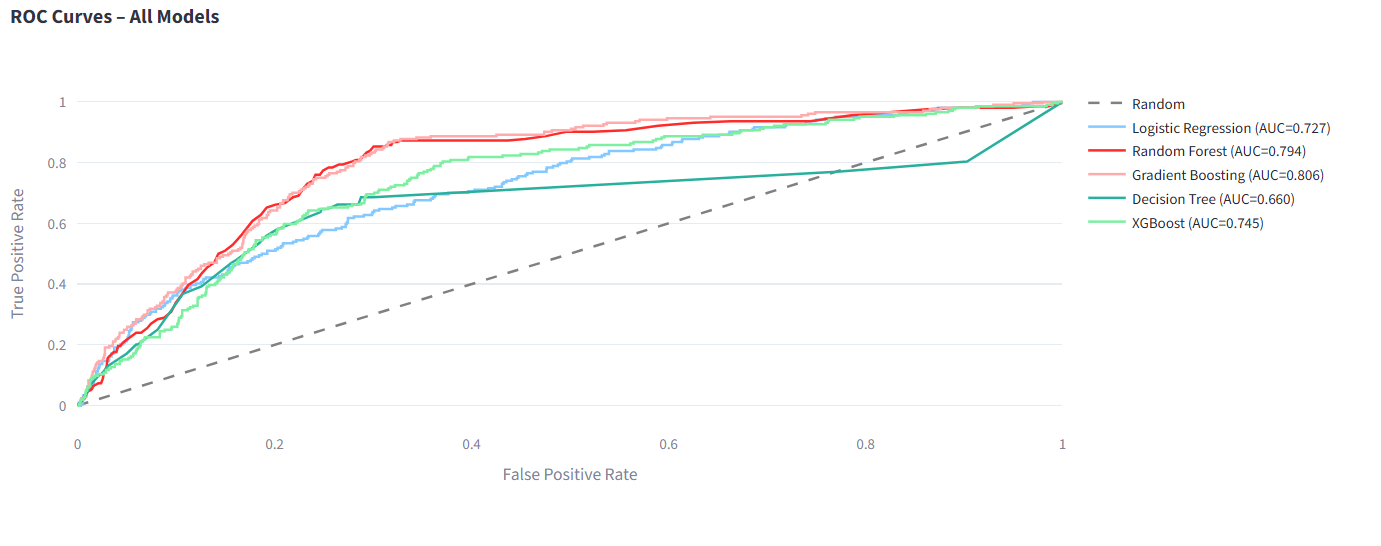 ROC Curves – All Models
1
0.8
0.6
0.4
0.2
0
True Positive Rate
0
0.2
0.4
0.6
0.8
1
False Positive Rate
Random
Logistic Regression (AUC=0.727)
Random Forest (AUC=0.794)
Gradient Boosting (AUC=0.806)
Decision Tree (AUC=0.660)
XGBoost (AUC=0.745)